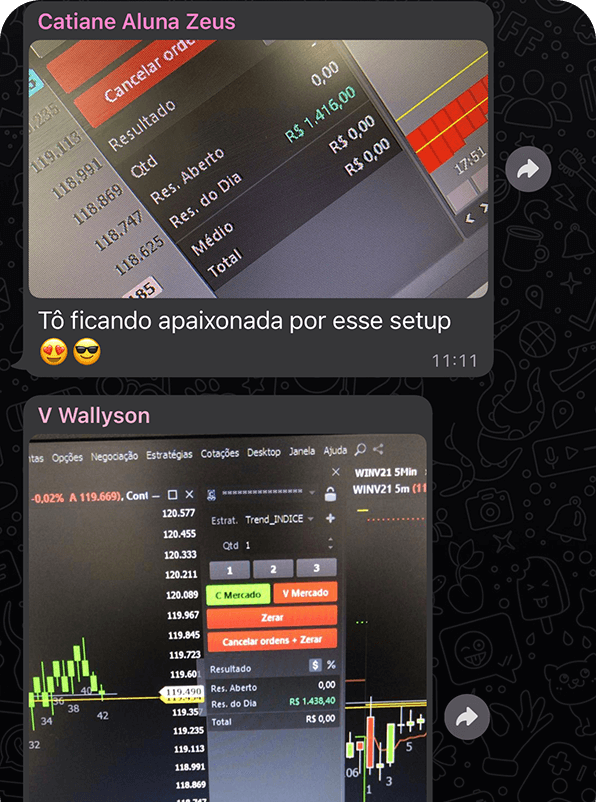 Catiane Aluna Zeus
Cancelar orde
Resultado
Qtd
0,00
Res. Aberto
R$ 1.416,00
Res. do Dia
R$ 0,00
Médio
R$ 0,00
Total
119.113
118.991
118.869
118.747
118.625
17:51
Tô ficando apaixonada por esse setup
😍😎
11:11
V Wallyson
ntas Opções Negociação Estratégias Cotações Desktop Janela Ajuda
-0,02% A 119.669), Cont
WINV21 5Min
WINV21 5m (11
Estrat. Trend_INDICE
Qtd 1
1 2 3
C Mercado V Mercado
Zerar
Cancelar ordens + Zerar
Resultado $ %
Res. Aberto 0,00
Res. do Dia R$ 1.438,40
Total R$ 0,00
120.577
120.455
120.333
120.211
120.089
119.967
119.845
119.723
119.601
119.490
119.357
119.235
119.113
118.991
118.869
118.747
32
34
36
38
40
42
06
1
3
5